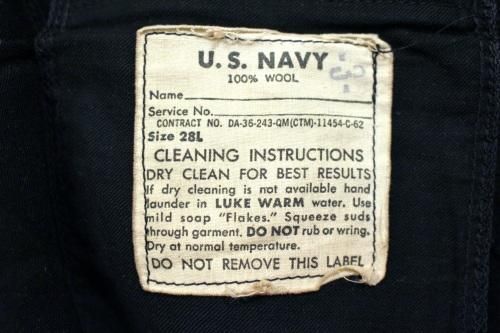 U. S. NAVY
100% WOOL
Name
Service No.
CONTRACT NO. DA-36-243-QM(CTM)-11454-C-62
Size 28L
CLEANING INSTRUCTIONS
DRY CLEAN FOR BEST RESULTS
If dry cleaning is not available hand
launder in LUKE WARM water. Use
mild soap "Flakes." Squeeze suds
through garment. DO NOT rub or wring.
Dry at normal temperature.
DO NOT REMOVE THIS LABEL